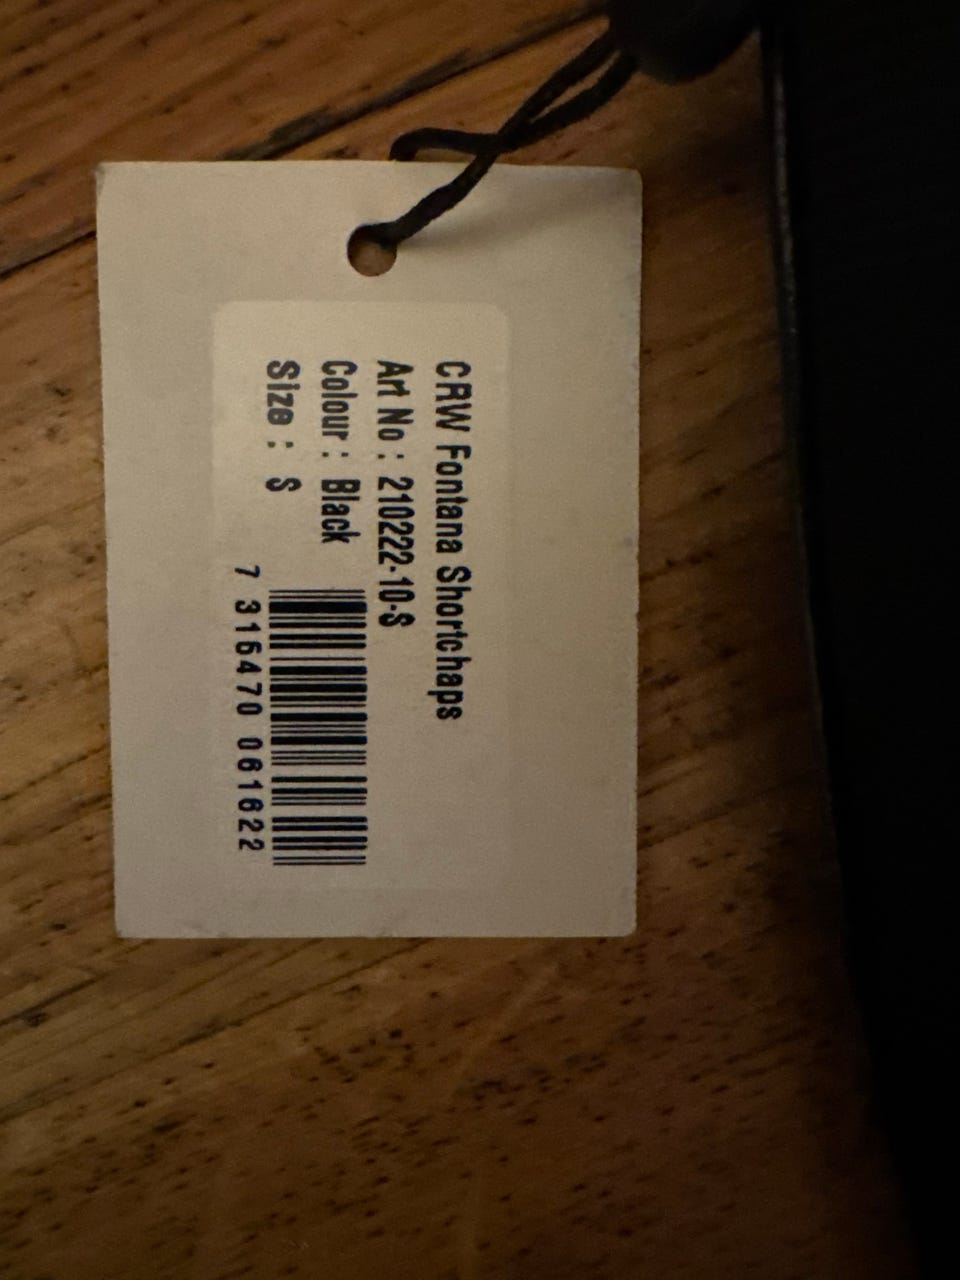 CRW Fontana Shortchaps
Art No : 210222-10-S
Colour : Black
Size : S
7 316470 061622